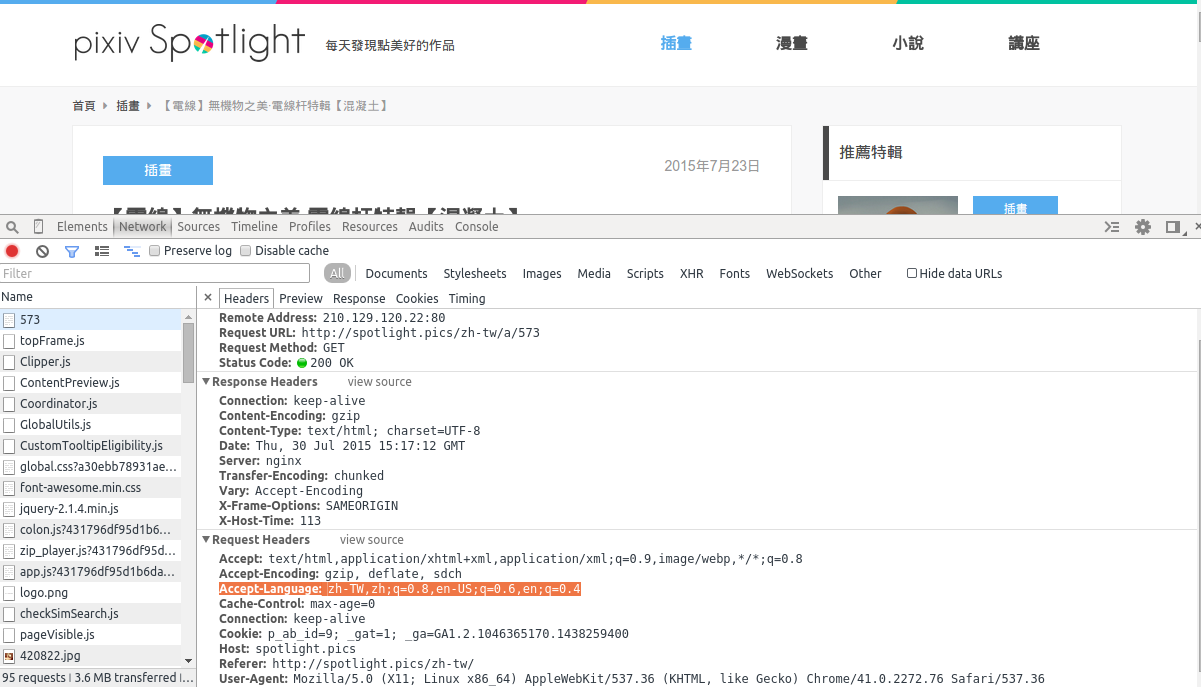 pixiv Spotlight 每天發現點美好的作品 插畫 漫畫 小說 講座
首頁 插畫 【電線】無機物之美·電線杆特輯【混凝土】
插畫 2015年7月23日
推薦特輯
【電線】無機物之美·電線杆特輯【混凝土】
插畫
Elements Network Sources Timeline Profiles Resources Audits Console
Preserve log Disable cache
Filter All Documents Stylesheets Images Media Scripts XHR Fonts WebSockets Other Hide data URLs
Name
573
topFrame.js
Clipper.js
ContentPreview.js
Coordinator.js
GlobalUtils.js
CustomTooltipEligibility.js
global.css?a30ebb78931ae...
font-awesome.min.css
jquery-2.1.4.min.js
colon.js?431796df95d1b6...
zip_player.js?431796df95d...
app.js?431796df95d1b6da...
logo.png
checkSimSearch.js
pageVisible.js
420822.jpg
95 requests | 3.6 MB transferred |...
× Headers Preview Response Cookies Timing
Remote Address: 210.129.120.22:80
Request URL: http://spotlight.pics/zh-tw/a/573
Request Method: GET
Status Code: 200 OK
Response Headers view source
Connection: keep-alive
Content-Encoding: gzip
Content-Type: text/html; charset=UTF-8
Date: Thu, 30 Jul 2015 15:17:12 GMT
Server: nginx
Transfer-Encoding: chunked
Vary: Accept-Encoding
X-Frame-Options: SAMEORIGIN
X-Host-Time: 113
Request Headers view source
Accept: text/html,application/xhtml+xml,application/xml;q=0.9,image/webp,*/*;q=0.8
Accept-Encoding: gzip, deflate, sdch
Accept-Language: zh-TW,zh;q=0.8,en-US;q=0.6,en;q=0.4
Cache-Control: max-age=0
Connection: keep-alive
Cookie: p_ab_id=9; _gat=1; _ga=GA1.2.1046365170.1438259400
Host: spotlight.pics
Referer: http://spotlight.pics/zh-tw/
User-Agent: Mozilla/5.0 (X11; Linux x86_64) AppleWebKit/537.36 (KHTML, like Gecko) Chrome/41.0.2272.76 Safari/537.36